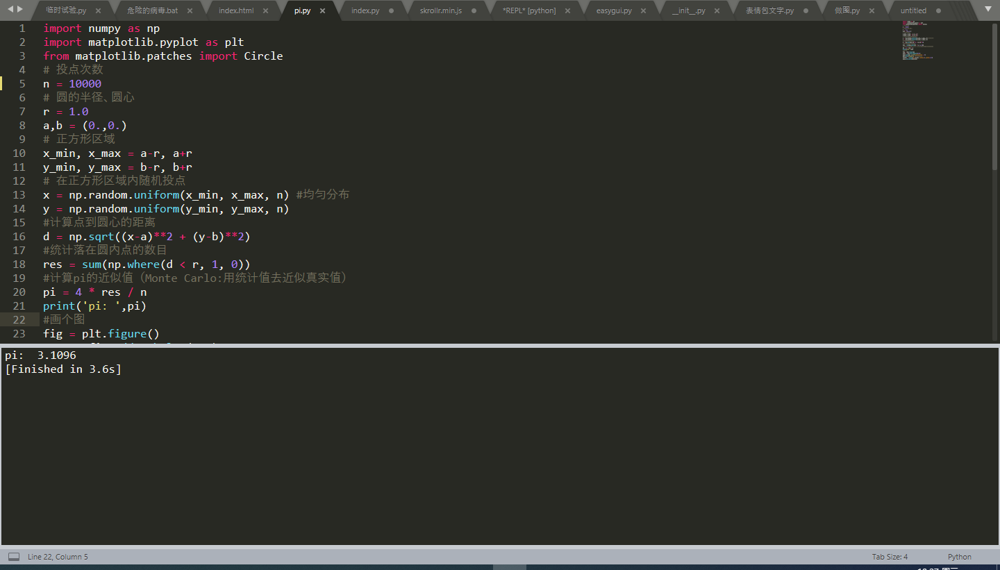 临时试验.py 危险的病毒.bat index.html pi.py index.py skrollr.min.js *REPL* [python] easygui.py __init__.py 表情包文字.py 做图.py untitled
1 import numpy as np
2 import matplotlib.pyplot as plt
3 from matplotlib.patches import Circle
4 # 投点次数
5 n = 10000
6 # 圆的半径、圆心
7 r = 1.0
8 a,b = (0.,0.)
9 # 正方形区域
10 x_min, x_max = a-r, a+r
11 y_min, y_max = b-r, b+r
12 # 在正方形区域内随机投点
13 x = np.random.uniform(x_min, x_max, n) #均匀分布
14 y = np.random.uniform(y_min, y_max, n)
15 #计算点到圆心的距离
16 d = np.sqrt((x-a)**2 + (y-b)**2)
17 #统计落在圆内点的数目
18 res = sum(np.where(d < r, 1, 0))
19 #计算pi的近似值（Monte Carlo:用统计值去近似真实值）
20 pi = 4 * res / n
21 print('pi: ',pi)
22 #画个图
23 fig = plt.figure()
pi:  3.1096
[Finished in 3.6s]
Line 22, Column 5 Tab Size: 4 Python